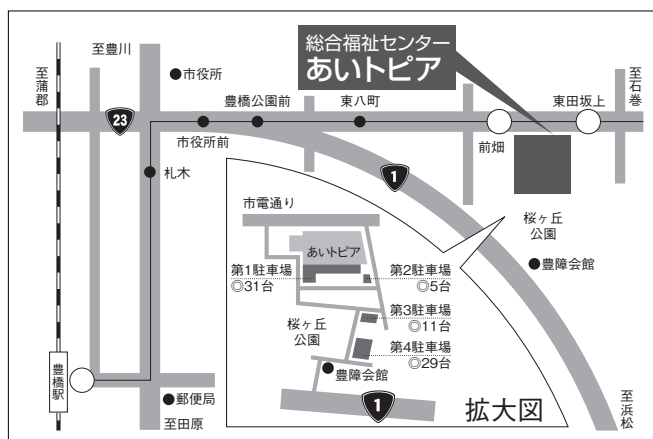 総合福祉センター
あいトピア
至豊川
至蒲郡
市役所
豊橋公園前
東八町
東田坂上
至石巻
23
市役所前
前畑
札木
1
市電通り
あいトピア
桜ヶ丘
公園
豊障会館
第1駐車場
◎31台
第2駐車場
◎5台
第3駐車場
◎11台
桜ヶ丘
公園
第4駐車場
◎29台
豊障会館
豊橋駅
郵便局
至田原
1
拡大図
至浜松